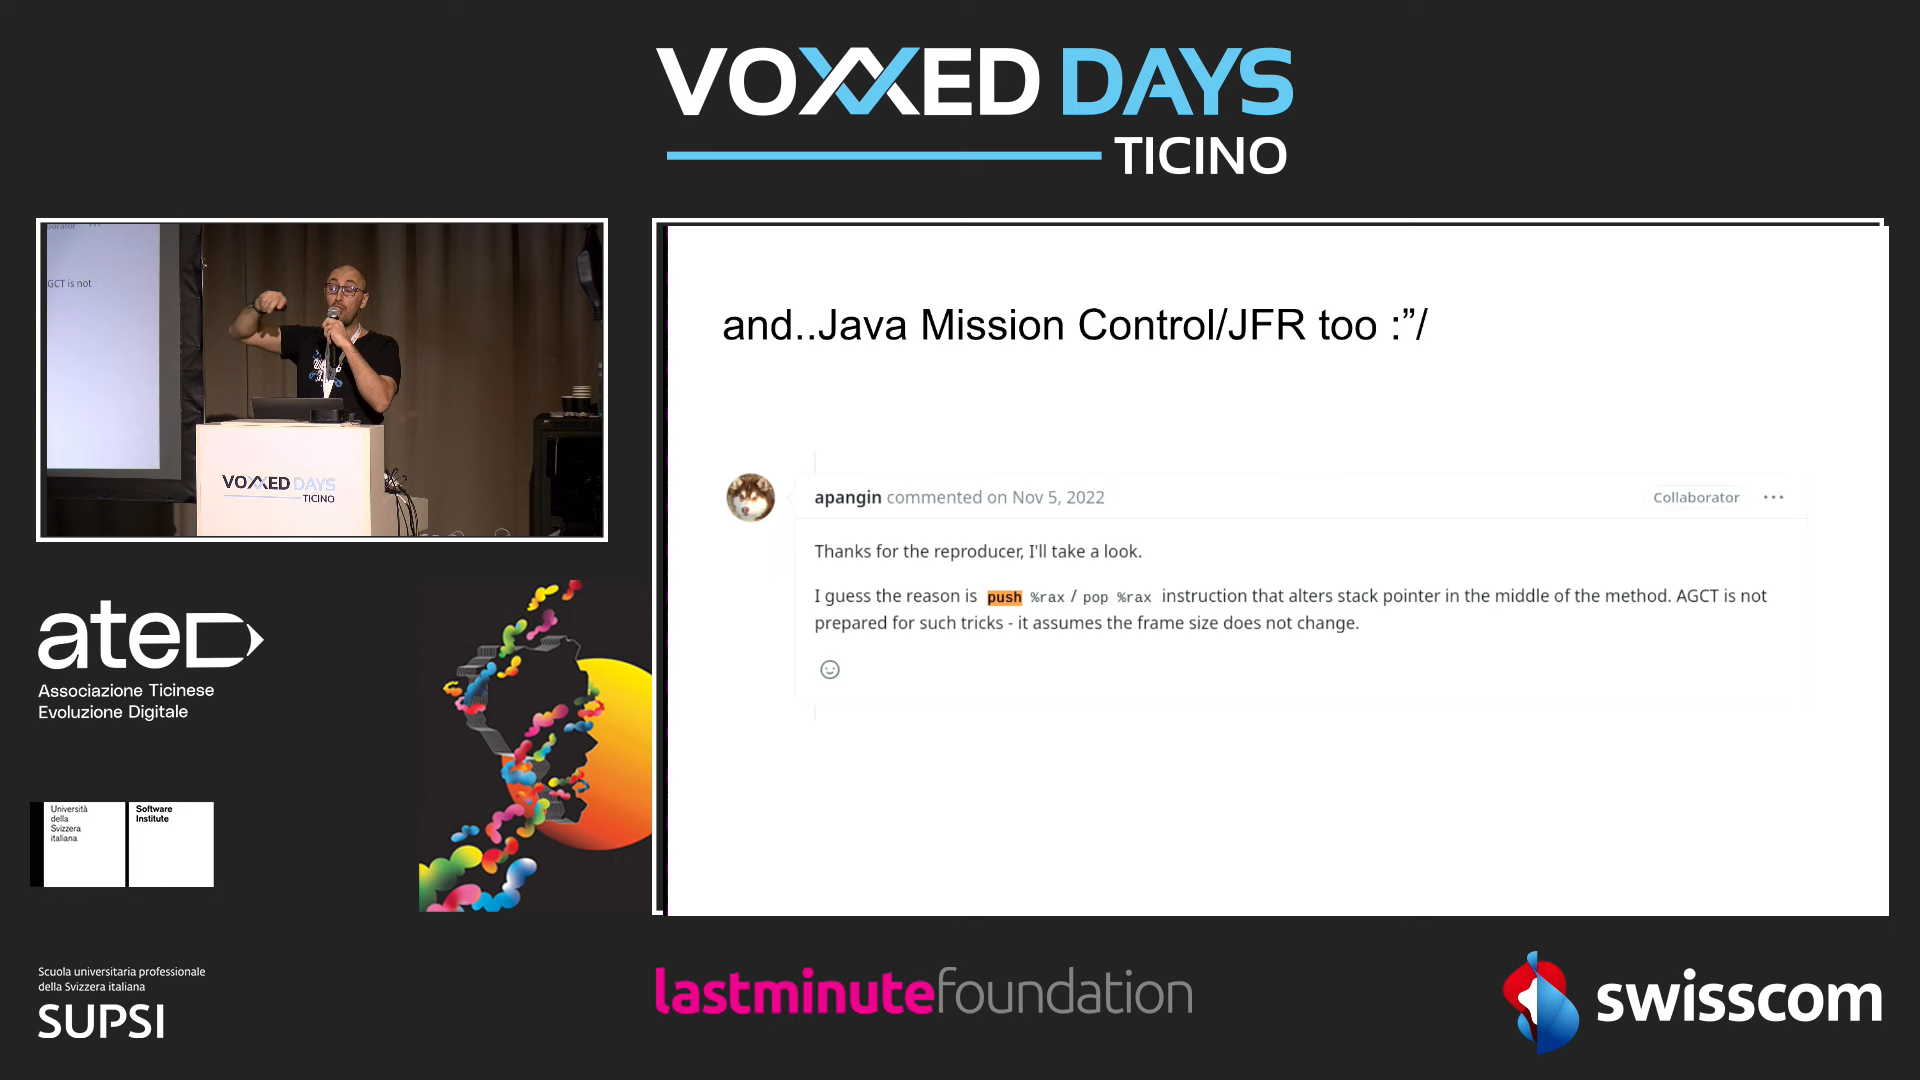 VOXXED DAYS
TICINO
GCT is not
VOXXED DAYS
TICINO
and..Java Mission Control/JFR too :”/
apangin commented on Nov 5, 2022
Collaborator
Thanks for the reproducer, I'll take a look.
I guess the reason is push %rax / pop %rax instruction that alters stack pointer in the middle of the method. AGCT is not
prepared for such tricks - it assumes the frame size does not change.
ated
Associazione Ticinese
Evoluzione Digitale
Università
della
Svizzera
italiana
Software
Institute
Scuola universitaria professionale
della Svizzera italiana
SUPSI
lastminutefoundation
swisscom